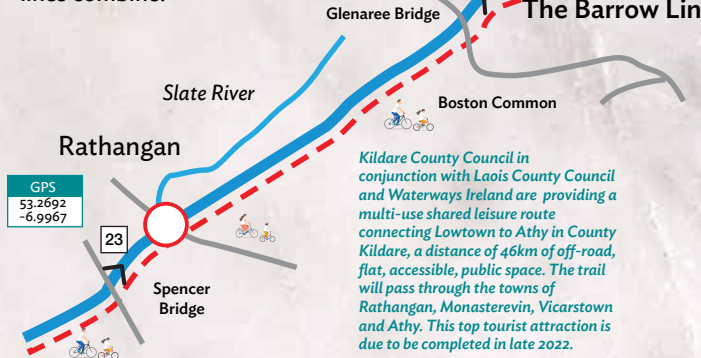 lines combine.
Glenaree Bridge
The Barrow Lin
Slate River
Boston Common
Rathangan
GPS
53.2692
-6.9967
23
Spencer
Bridge
Kildare County Council in
conjunction with Laois County Council
and Waterways Ireland are providing a
multi-use shared leisure route
connecting Lowtown to Athy in County
Kildare, a distance of 46km of off-road,
flat, accessible, public space. The trail
will pass through the towns of
Rathangan, Monasterevin, Vicarstown
and Athy. This top tourist attraction is
due to be completed in late 2022.